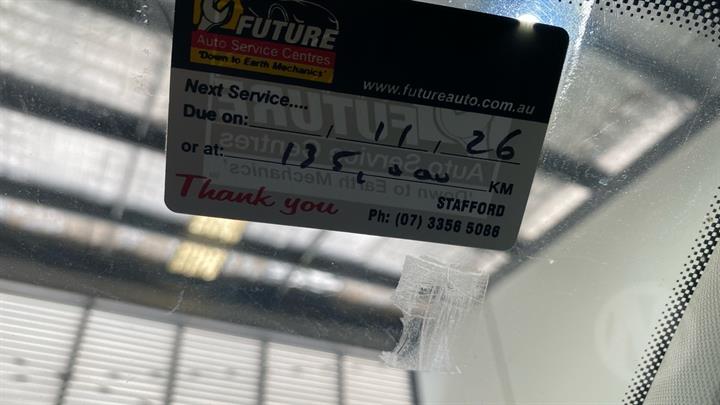 FUTURE
Auto Service Centres
'Down to Earth Mechanics'
www.futureauto.com.au
Next Service....
Due on: , 11, 26
or at: 135,000 KM
Thank you
STAFFORD
Ph: (07) 3356 5086